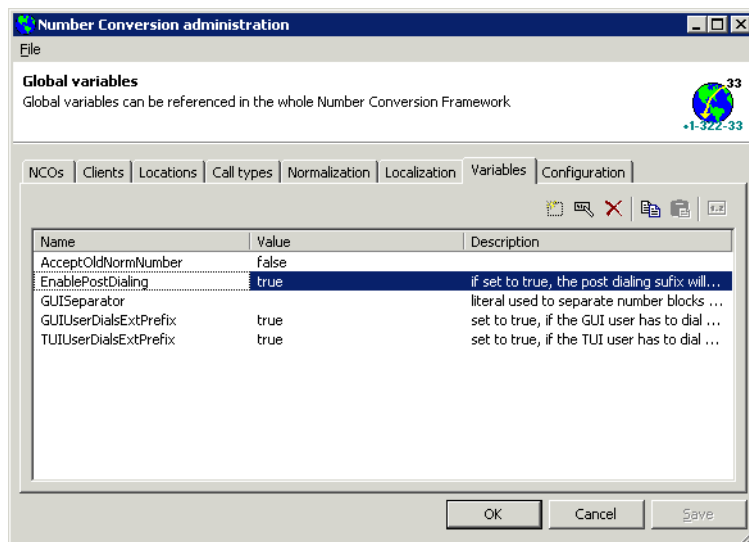 Number Conversion administration
File
Global variables
Global variables can be referenced in the whole Number Conversion Framework
33
+1-322-33
NCOs Clients Locations Call types Normalization Localization Variables Configuration
Name Value Description
AcceptOldNormNumber false
EnablePostDialing true if set to true, the post dialing sufix will...
GUISeparator literal used to separate number blocks ...
GUIUserDialsExtPrefix true set to true, if the GUI user has to dial ...
TUIUserDialsExtPrefix true set to true, if the TUI user has to dial ...
OK Cancel Save